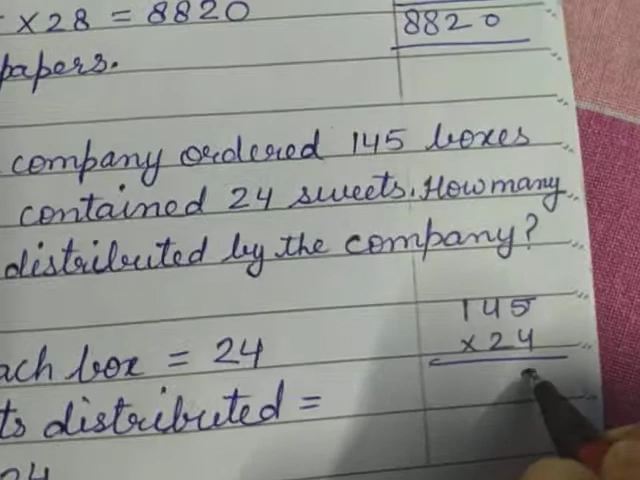 × 28 = 8820
8820
papers.
company ordered 145 boxes
contained 24 sweets. How many
distributed by the company?
145
ach box = 24
× 24
ts distributed =
24